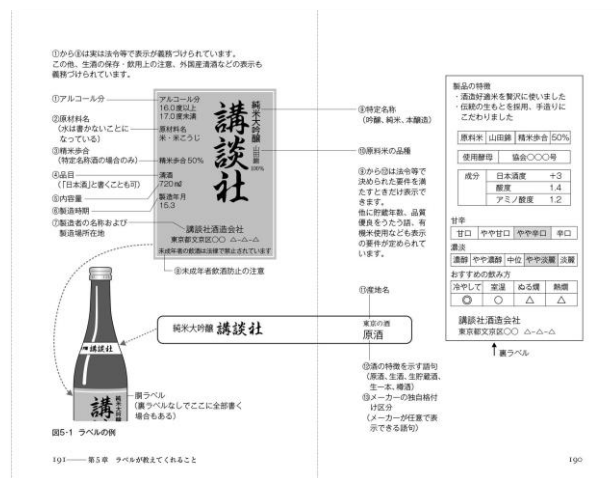 ①から⑧は実は法令等で表示が義務づけられています。
この他、生酒の保存・飲用上の注意、外国産清酒などの表示も
義務づけられています。
①アルコール分
②原材料名
(水は書かないことに
なっている)
③精米歩合
(特定名称酒の場合のみ)
④品目
(「日本酒」と書くことも可)
⑤内容量
⑥製造時期
⑦製造者の名称および
製造場所在地
アルコール分
16.0度以上
17.0度未満
原材料名
米・米こうじ
精米歩合50%
清酒
720㎖
製造年月
15.3
講談社
純米大吟醸
山田錦
100%
講談社酒造会社
東京都文京区〇〇 △-△-△
未成年者の飲酒は法律で禁止されています
⑧未成年者飲酒防止の注意
⑨特定名称
(吟醸、純米、本醸造)
⑩原料米の品種
⑨から⑫は法令等で
決められた要件を満
たすときだけ表示で
きます。
他に貯蔵年数、品質
優良をうたう語、有
機米使用なども表示
の要件が定められて
います。
⑪産地名
純米大吟醸 講談社
東京の酒
原酒
⑫酒の特徴を示す語句
(原酒、生酒、生貯蔵酒、
生一本、樽酒)
⑬メーカーの独自格付
け区分
(メーカーが任意で表
示できる語句)
講談社
講
胴ラベル
(裏ラベルなしでここに全部書く
場合もある)
図5・1 ラベルの例
製品の特徴
・酒造好適米を贅沢に使いました
・伝統の生もとを採用、手造りに
こだわりました
原料米 山田錦 精米歩合 50%
使用酵母 協会〇〇〇号
成分 日本酒度 +3
酸度 1.4
アミノ酸度 1.2
甘辛
甘口 やや甘口 やや辛口 辛口
濃淡
濃醇 やや濃醇 中位 やや淡麗 淡麗
おすすめの飲み方
冷やして 室温 ぬる燗 熱燗
◎ 〇 △ △
講談社酒造会社
東京都文京区〇〇 △-△-△
裏ラベル
191 第5章 ラベルが教えてくれること
190